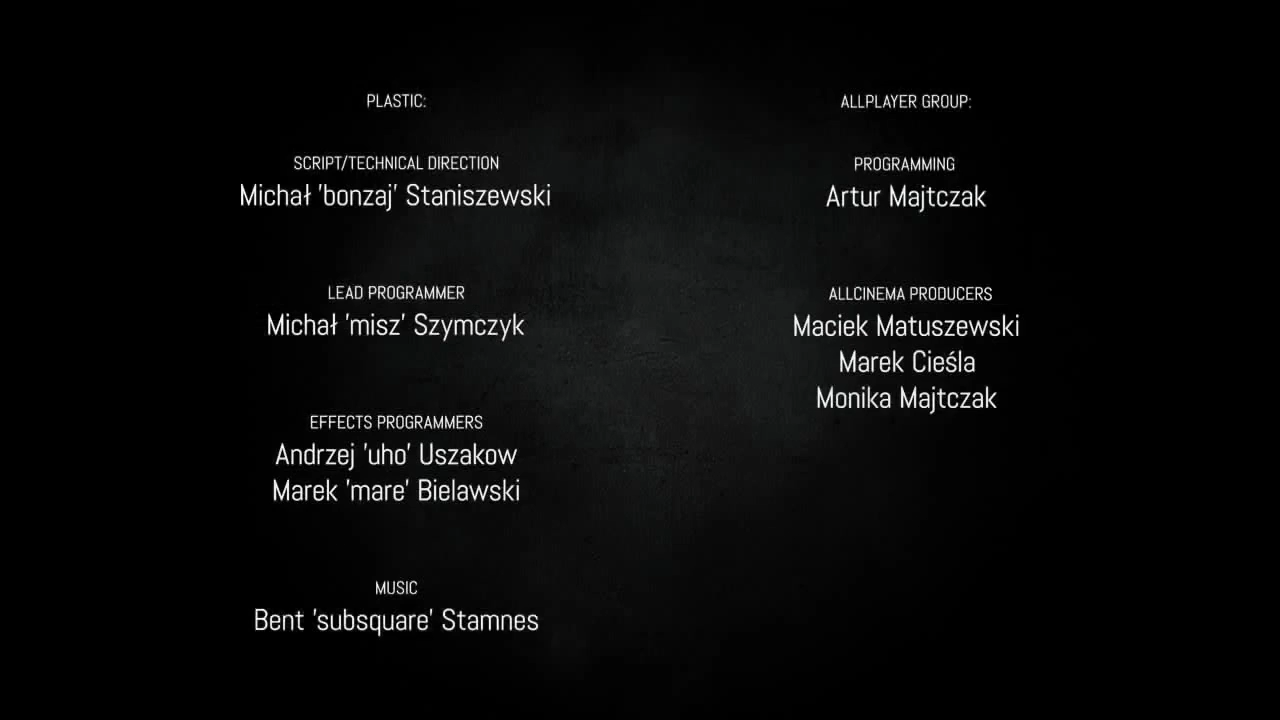 PLASTIC:
SCRIPT/TECHNICAL DIRECTION
Michał 'bonzaj' Staniszewski
LEAD PROGRAMMER
Michał 'misz' Szymczyk
EFFECTS PROGRAMMERS
Andrzej 'uho' Uszakow
Marek 'mare' Bielawski
MUSIC
Bent 'subsquare' Stamnes
ALLPLAYER GROUP:
PROGRAMMING
Artur Majtczak
ALLCINEMA PRODUCERS
Maciek Matuszewski
Marek Cieśla
Monika Majtczak